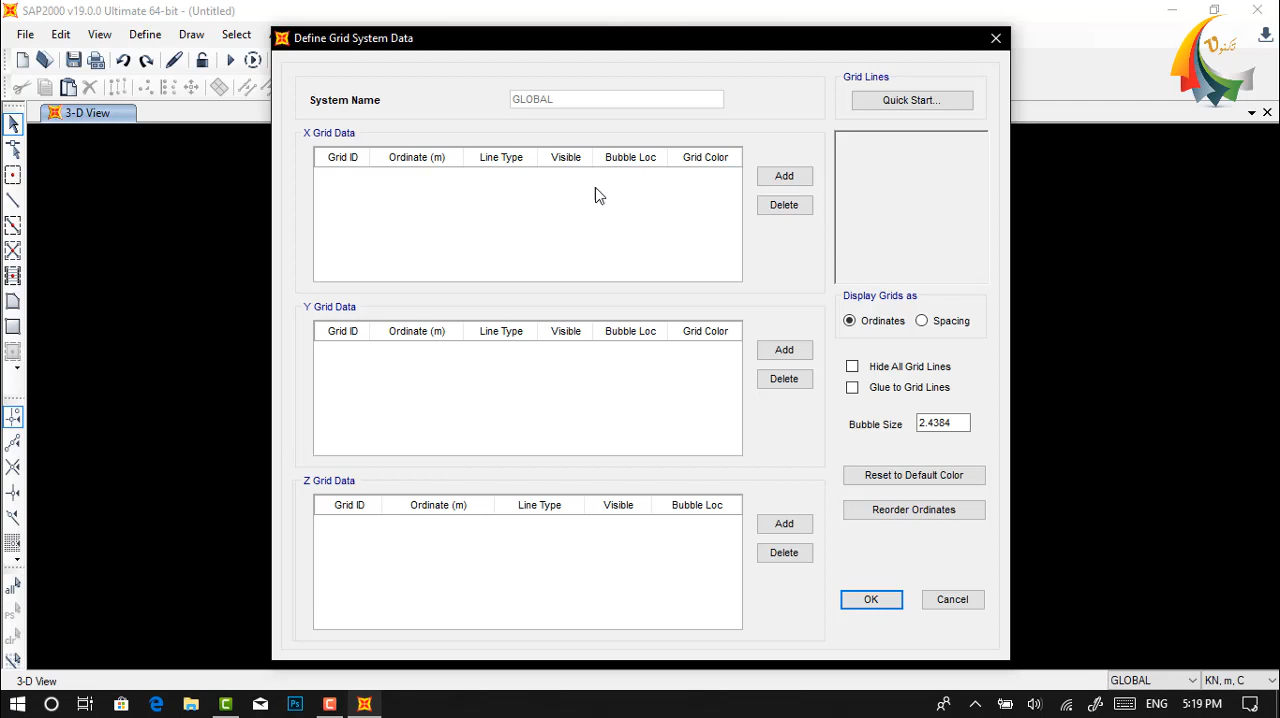 SAP2000 v19.0.0 Ultimate 64-bit - (Untitled)
File Edit View Define Draw Select
3-D View
Define Grid System Data
System Name GLOBAL
Grid Lines
Quick Start...
X Grid Data
Grid ID Ordinate (m) Line Type Visible Bubble Loc Grid Color
Add
Delete
Y Grid Data
Grid ID Ordinate (m) Line Type Visible Bubble Loc Grid Color
Add
Delete
Z Grid Data
Grid ID Ordinate (m) Line Type Visible Bubble Loc
Add
Delete
Display Grids as
Ordinates Spacing
Hide All Grid Lines
Glue to Grid Lines
Bubble Size 2.4384
Reset to Default Color
Reorder Ordinates
OK Cancel
all
ps
clr
3-D View GLOBAL KN, m, C
Ps ENG 5:19 PM